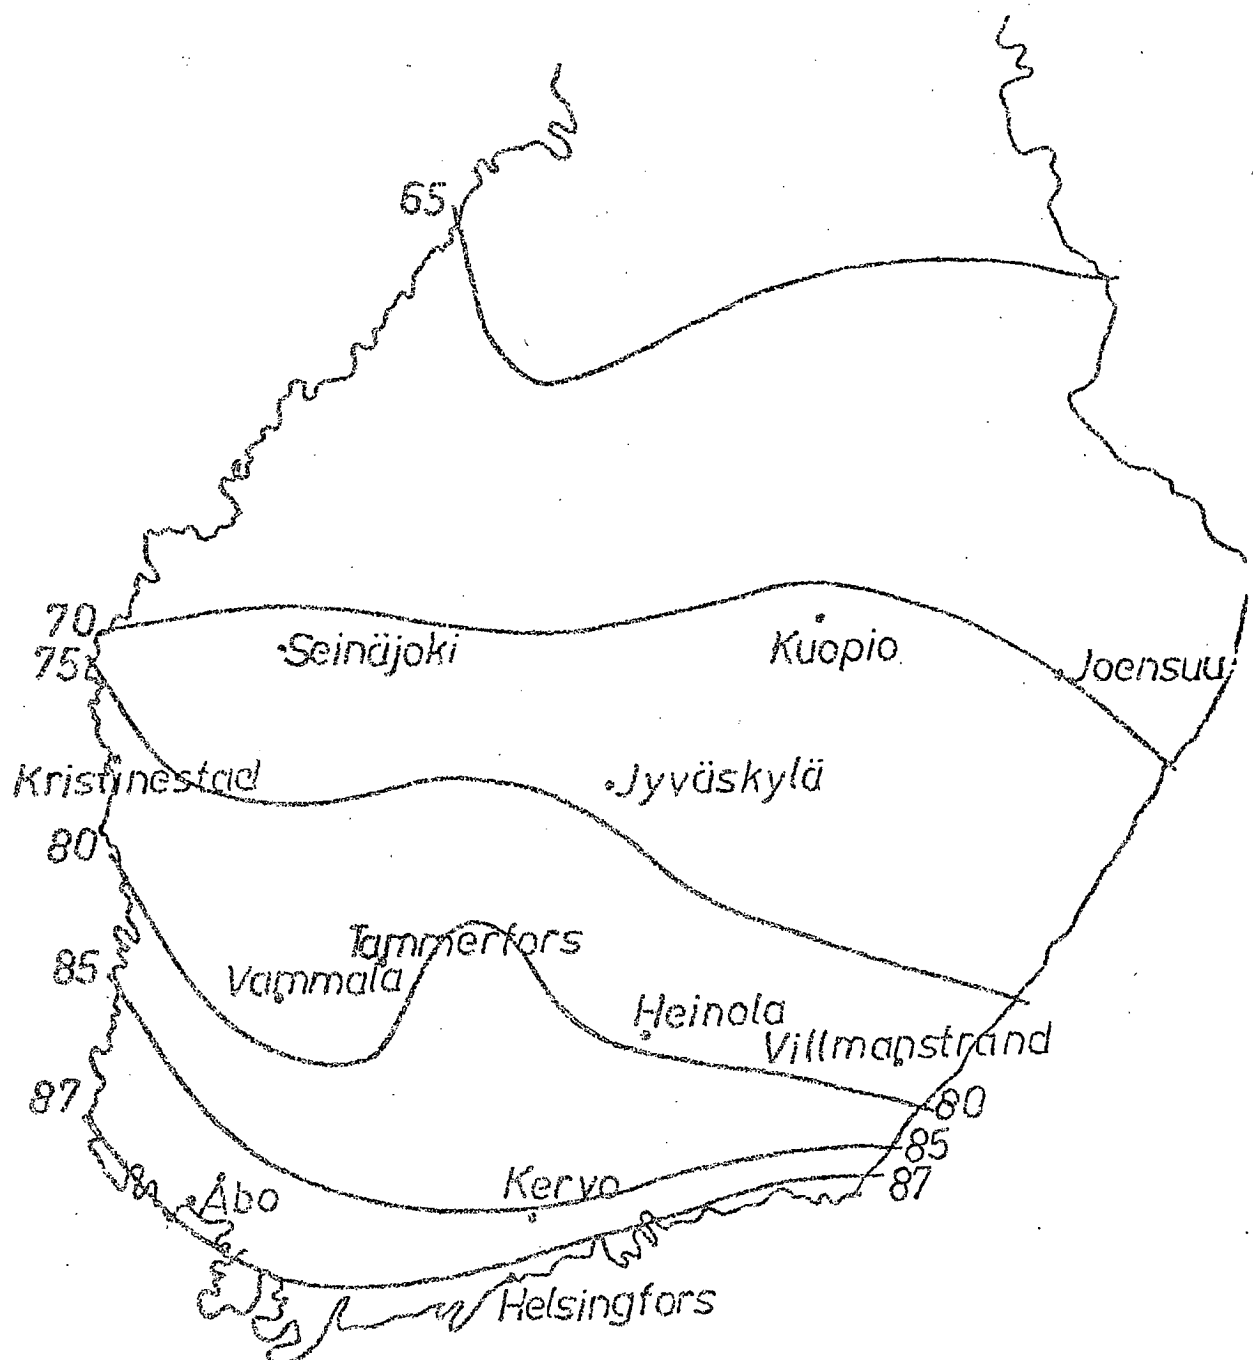 65
70
Seinäjoki
Kuopio
75
Joensuu
Kristinestad
Jyväskylä
80
Tammerfors
85
Vammala
Heinola
Villmanstrand
87
80
85
Kervo
87
Åbo
Helsingfors